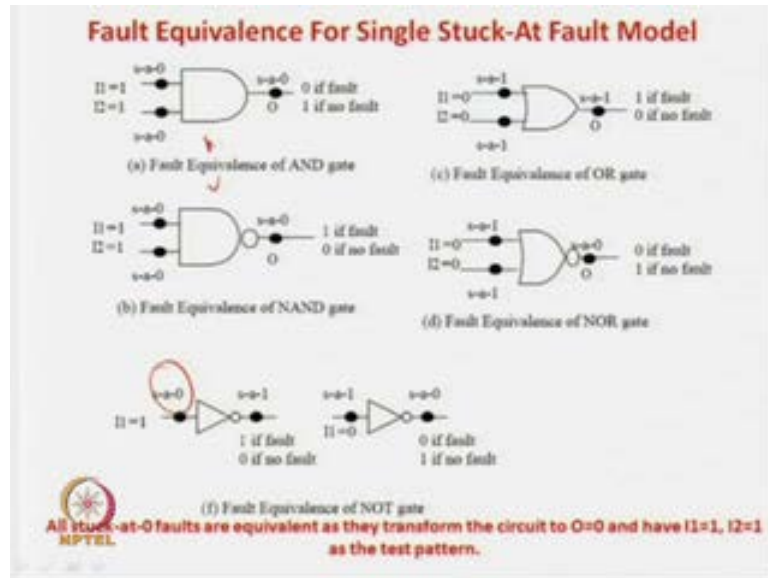 Fault Equivalence For Single Stuck-At Fault Model
s-a-0
I1=1
I2=1
s-a-0
s-a-0
O
0 if fault
1 if no fault
(a) Fault Equivalence of AND gate
s-a-1
I1=0
I2=0
s-a-1
s-a-1
O
1 if fault
0 if no fault
(c) Fault Equivalence of OR gate
s-a-0
I1=1
I2=1
s-a-0
s-a-0
O
1 if fault
0 if no fault
(b) Fault Equivalence of NAND gate
s-a-1
I1=0
I2=0
s-a-1
s-a-0
O
0 if fault
1 if no fault
(d) Fault Equivalence of NOR gate
s-a-0
I1=1
s-a-1
1 if fault
0 if no fault
s-a-1
I1=0
s-a-0
0 if fault
1 if no fault
(f) Fault Equivalence of NOT gate
All stuck-at-0 faults are equivalent as they transform the circuit to O=0 and have I1=1, I2=1
as the test pattern.
NPTEL